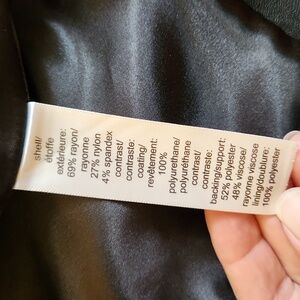 shell/
étoffe
extérieure:
69% rayon/
rayonne
27% nylon
4% spandex
contrast/
contraste:
coating/
revêtement:
100%
polyurethane/
polyuréthane
contrast/
contraste:
backing/support:
52% polyester
48% viscose/
rayonne viscose
lining/doublure:
100% polyester